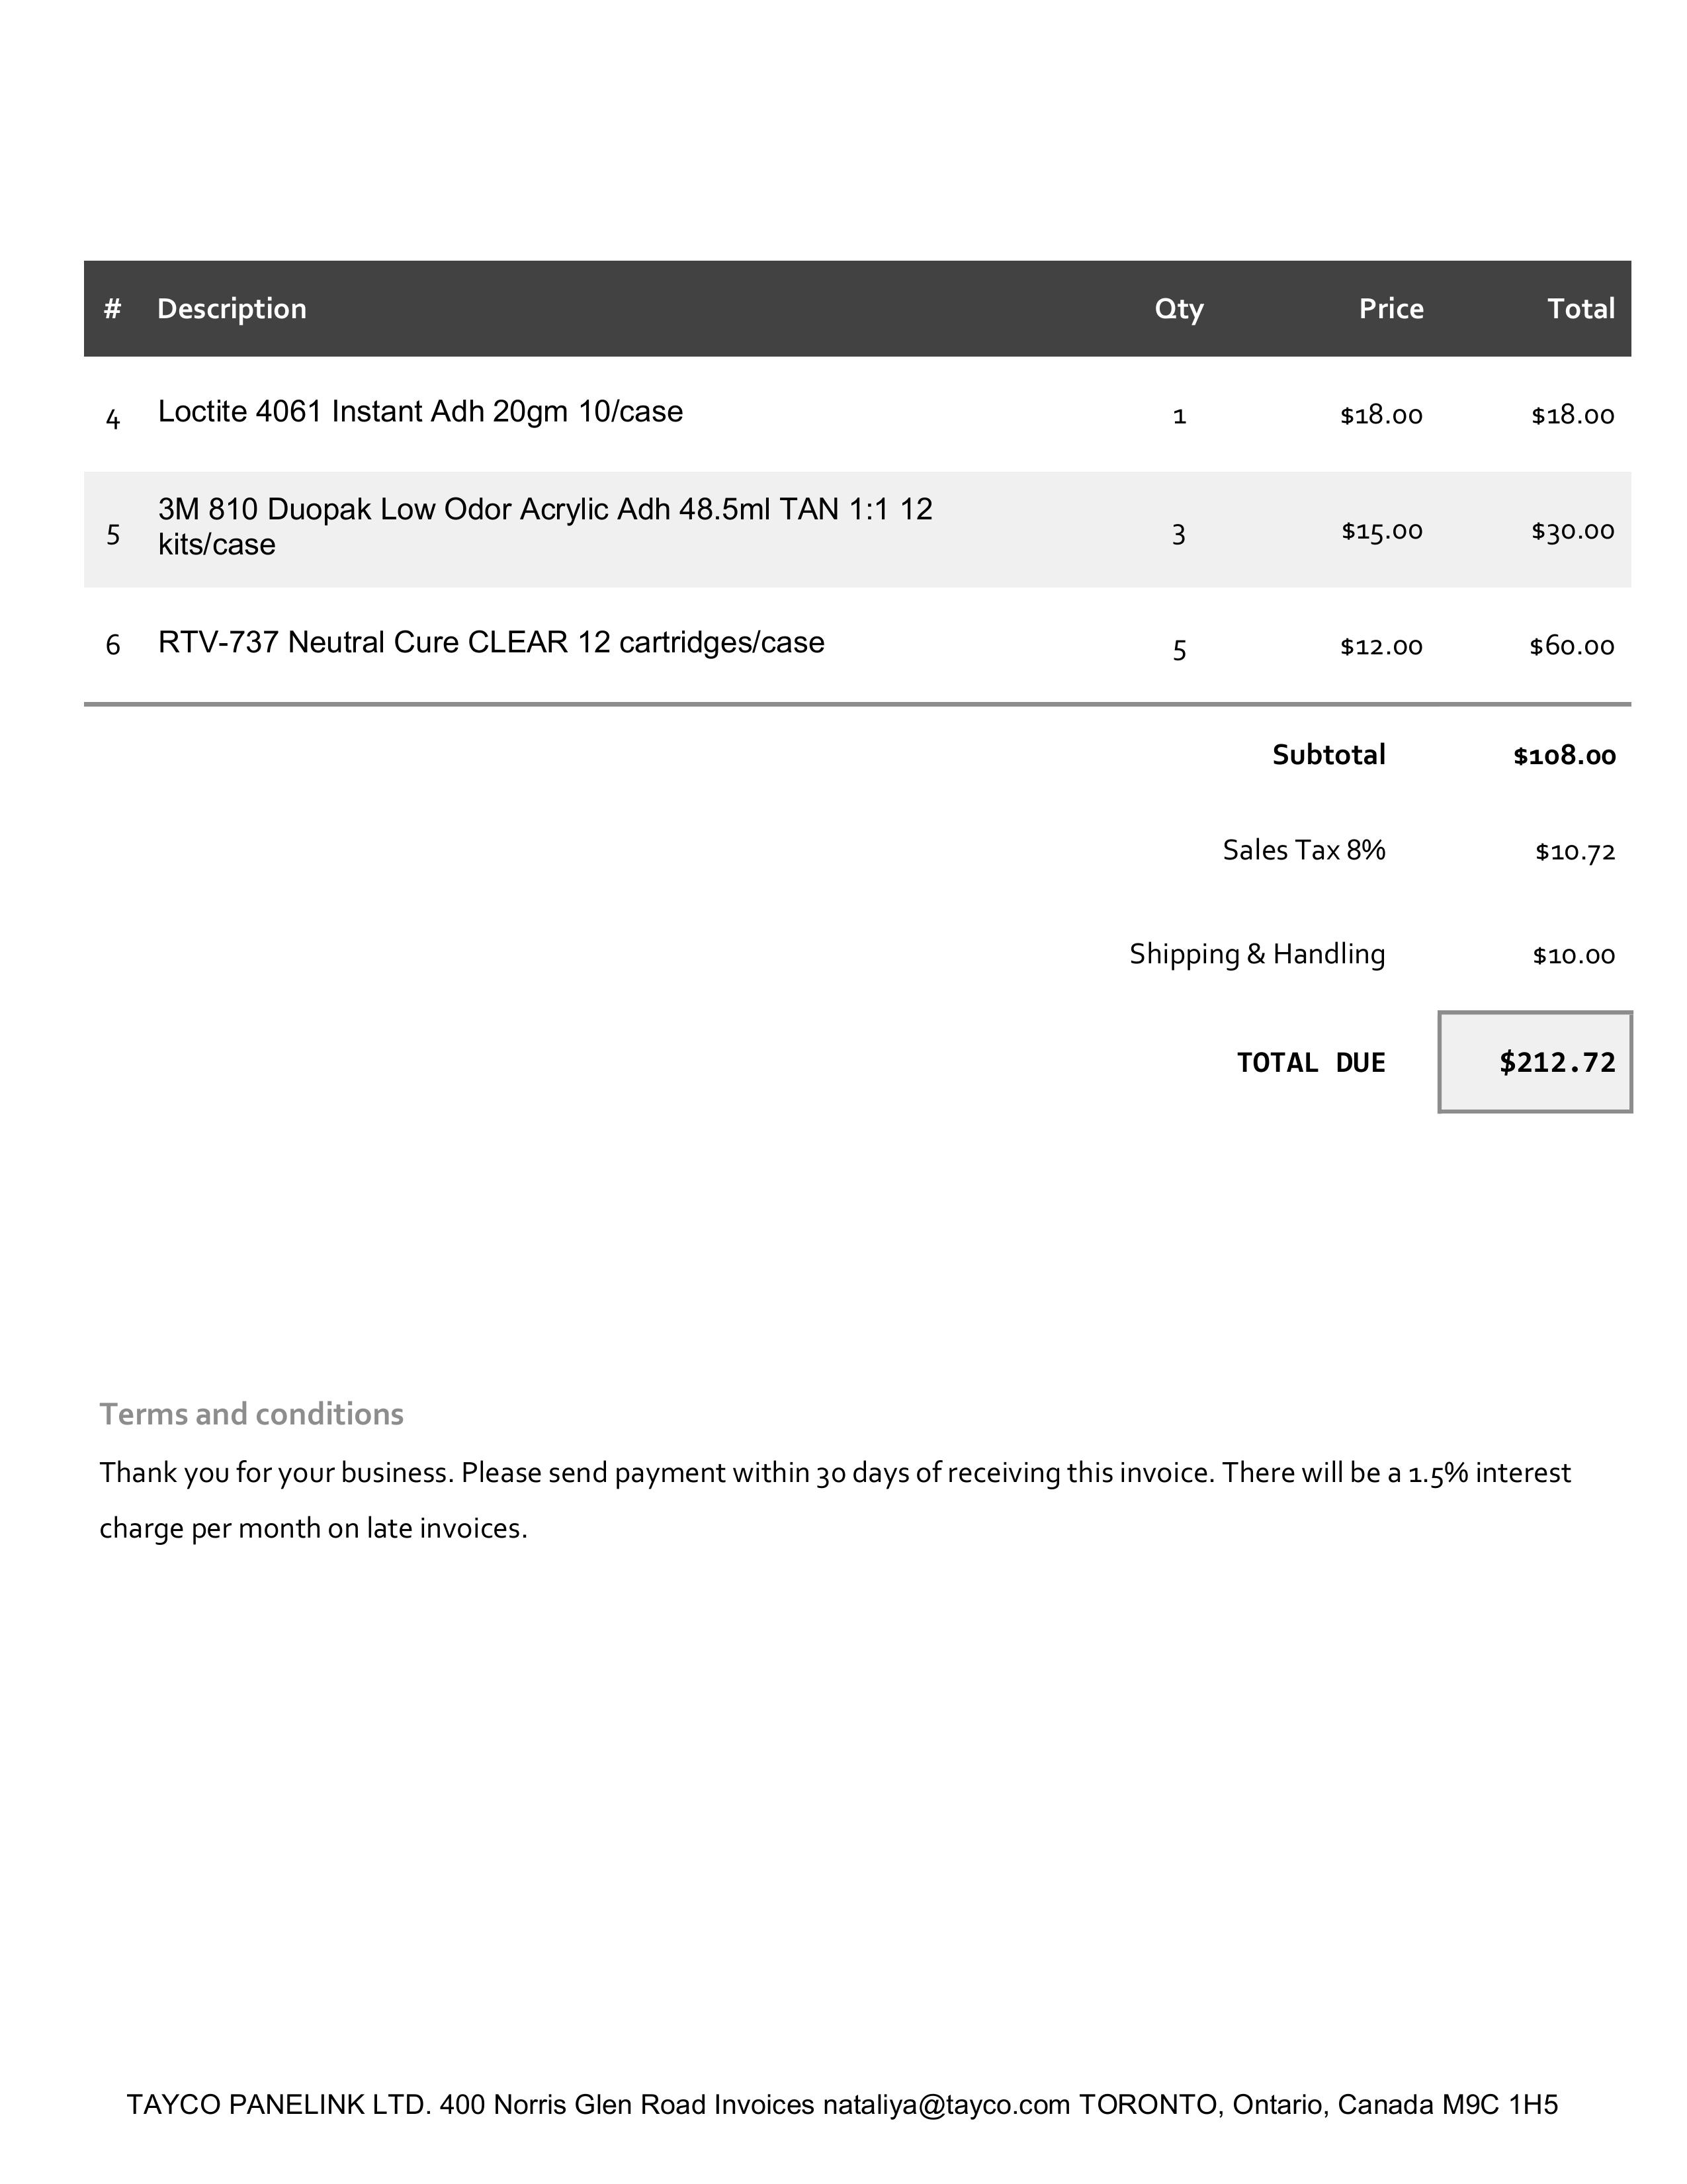 # Description Qty Price Total
4 Loctite 4061 Instant Adh 20gm 10/case 1 $18.00 $18.00
5 3M 810 Duopak Low Odor Acrylic Adh 48.5ml TAN 1:1 12
kits/case 3 $15.00 $30.00
6 RTV-737 Neutral Cure CLEAR 12 cartridges/case 5 $12.00 $60.00
Subtotal $108.00
Sales Tax 8% $10.72
Shipping & Handling $10.00
TOTAL DUE $212.72
Terms and conditions
Thank you for your business. Please send payment within 30 days of receiving this invoice. There will be a 1.5% interest
charge per month on late invoices.
TAYCO PANELINK LTD. 400 Norris Glen Road Invoices nataliya@tayco.com TORONTO, Ontario, Canada M9C 1H5